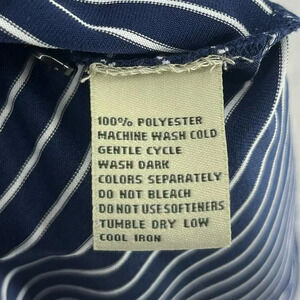 100% POLYESTER
MACHINE WASH COLD
GENTLE CYCLE
WASH DARK
COLORS SEPARATELY
DO NOT BLEACH
DO NOT USE SOFTENERS
TUMBLE DRY LOW
COOL IRON